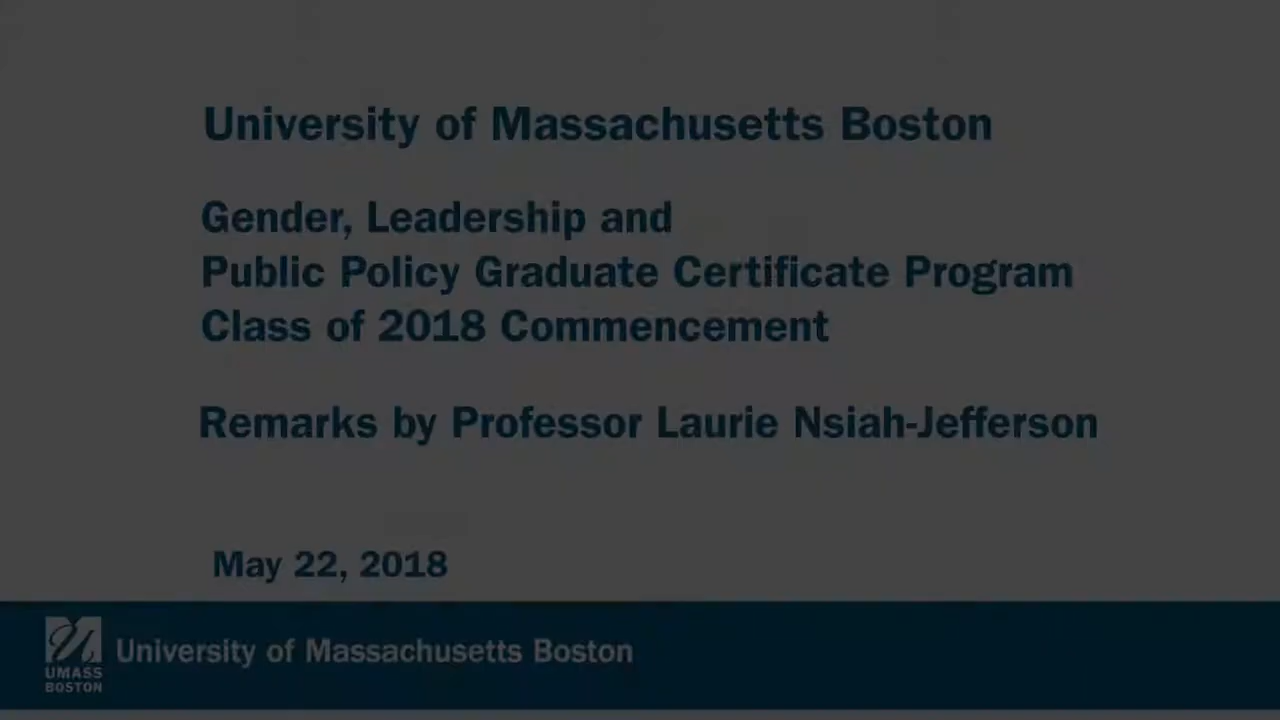 University of Massachusetts Boston
Gender, Leadership and
Public Policy Graduate Certificate Program
Class of 2018 Commencement
Remarks by Professor Laurie Nsiah-Jefferson
May 22, 2018
University of Massachusetts Boston
UMASS
BOSTON